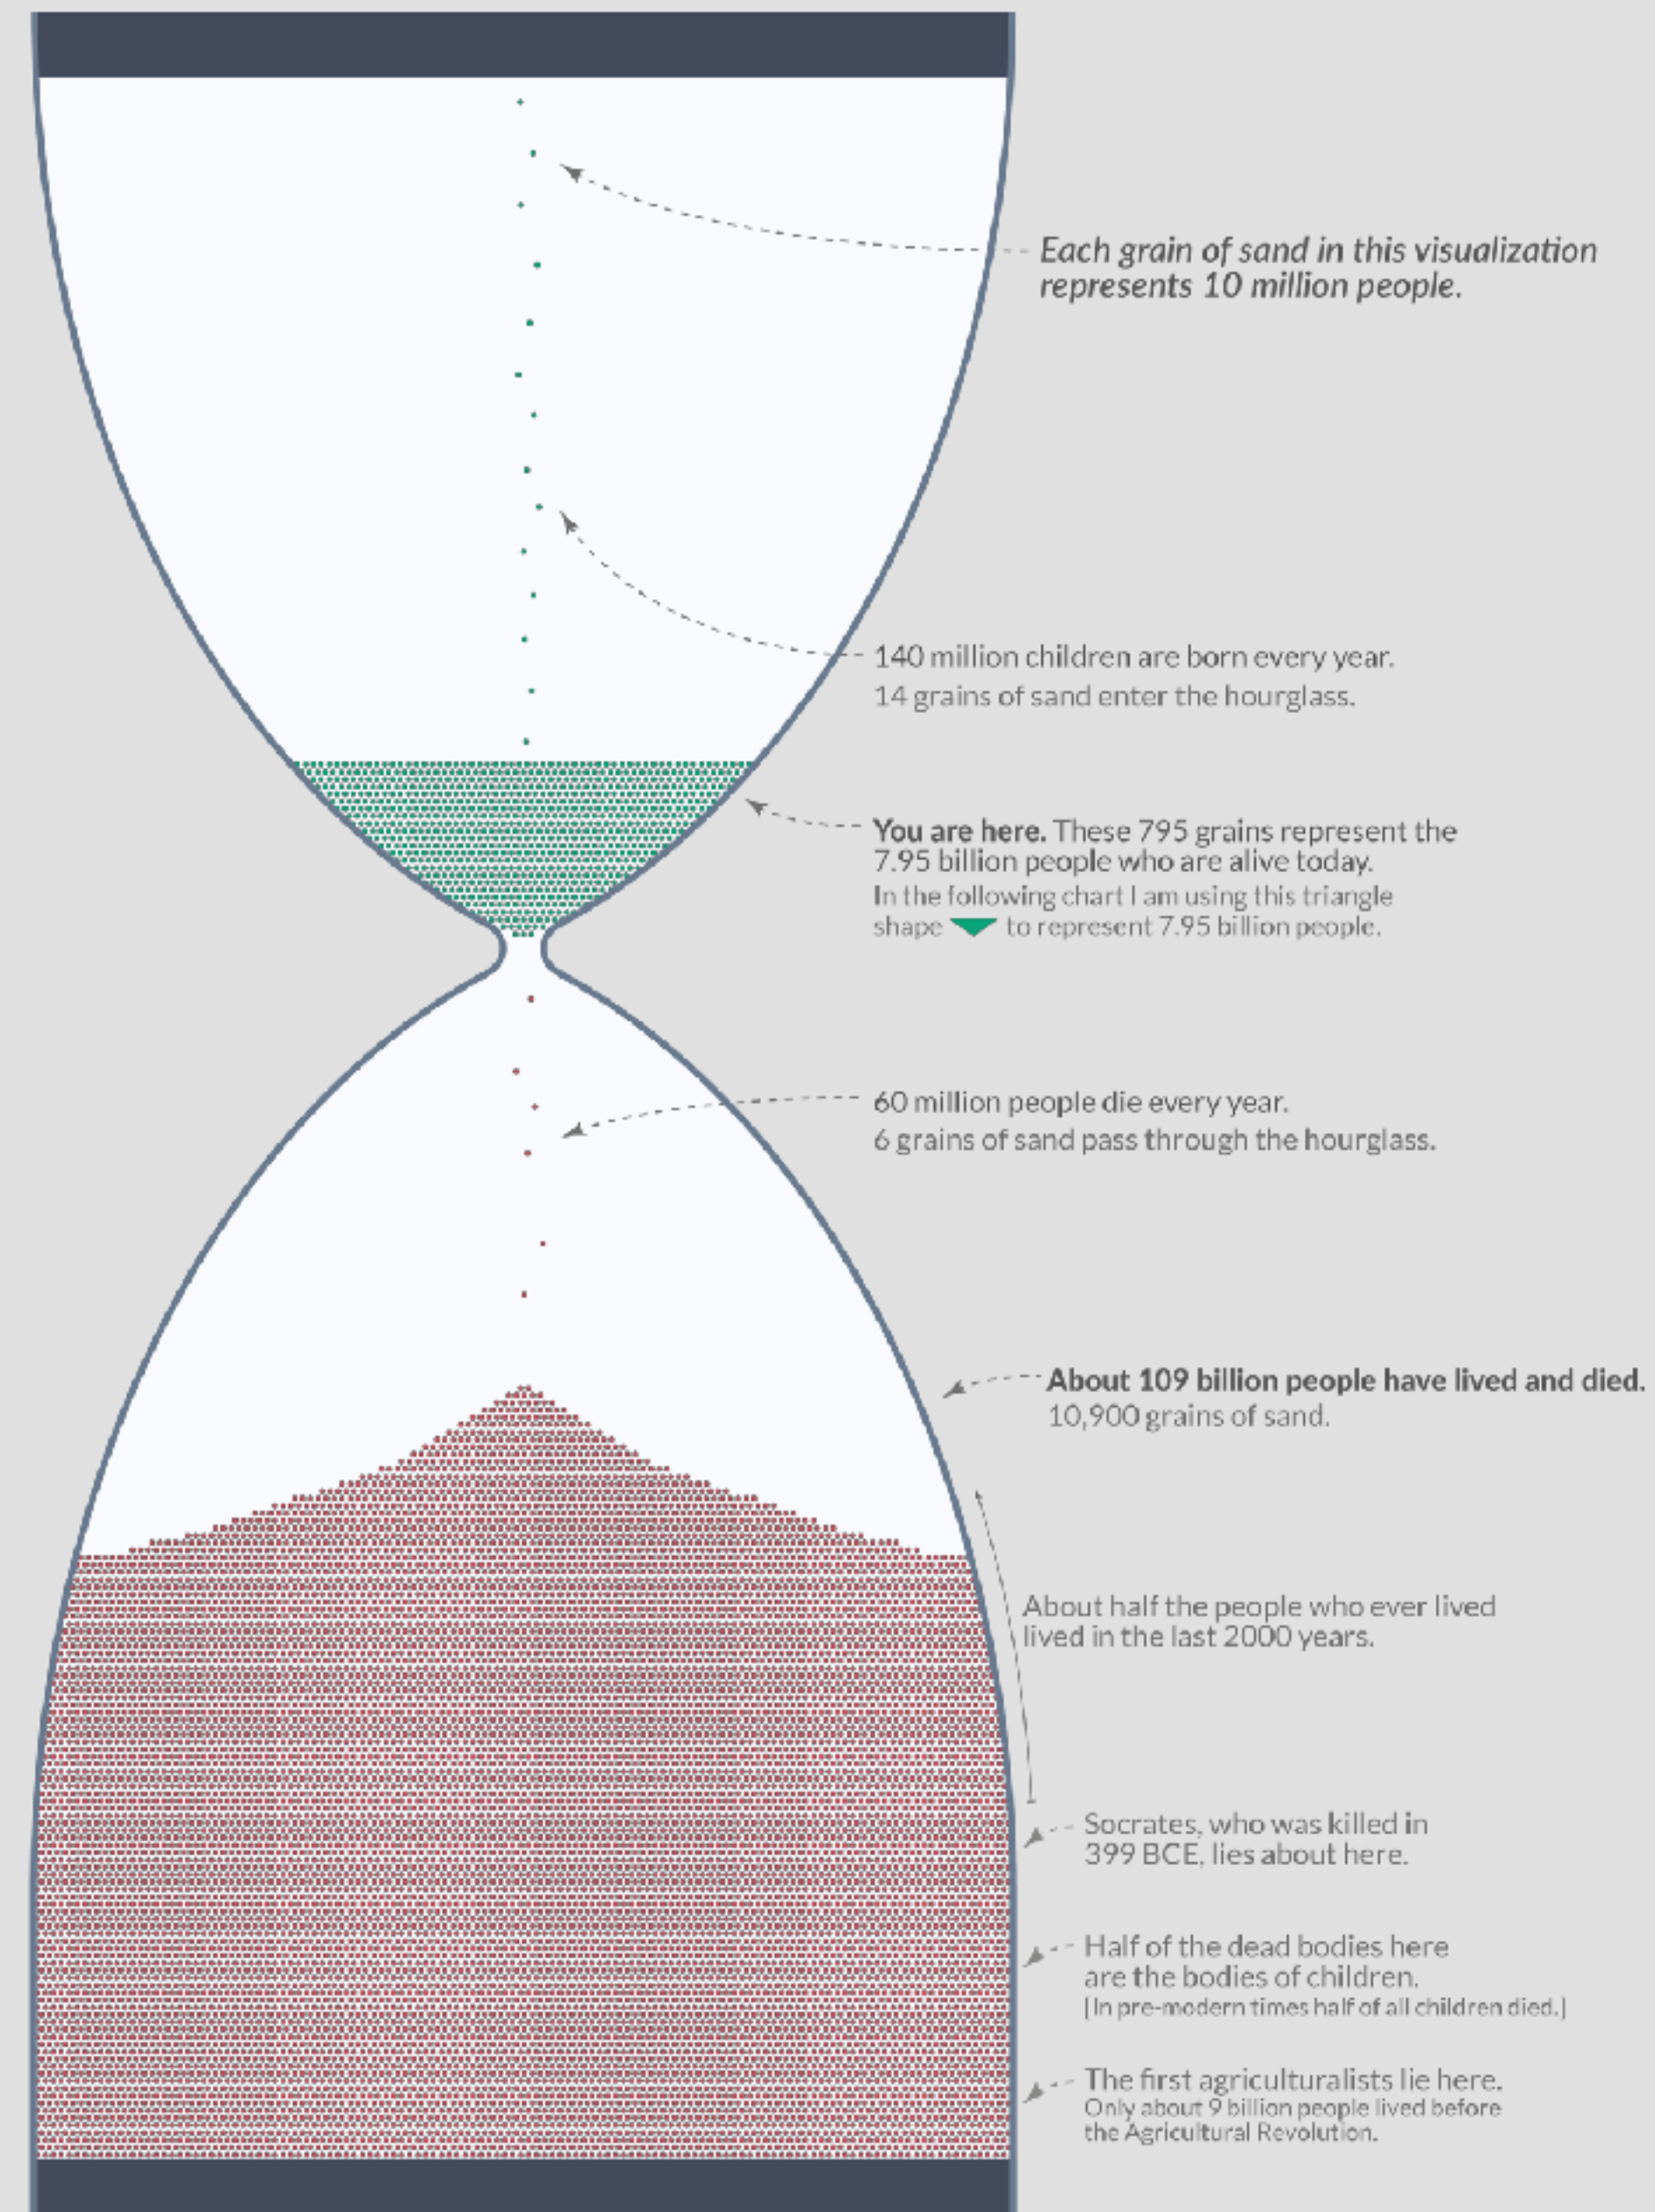 Each grain of sand in this visualization
represents 10 million people.
140 million children are born every year.
14 grains of sand enter the hourglass.
You are here. These 795 grains represent the
7.95 billion people who are alive today.
In the following chart I am using this triangle
shape to represent 7.95 billion people.
60 million people die every year.
6 grains of sand pass through the hourglass.
About 109 billion people have lived and died.
10,900 grains of sand.
About half the people who ever lived
lived in the last 2000 years.
Socrates, who was killed in
399 BCE, lies about here.
Half of the dead bodies here
are the bodies of children.
[In pre-modern times half of all children died.]
The first agriculturalists lie here.
Only about 9 billion people lived before
the Agricultural Revolution.